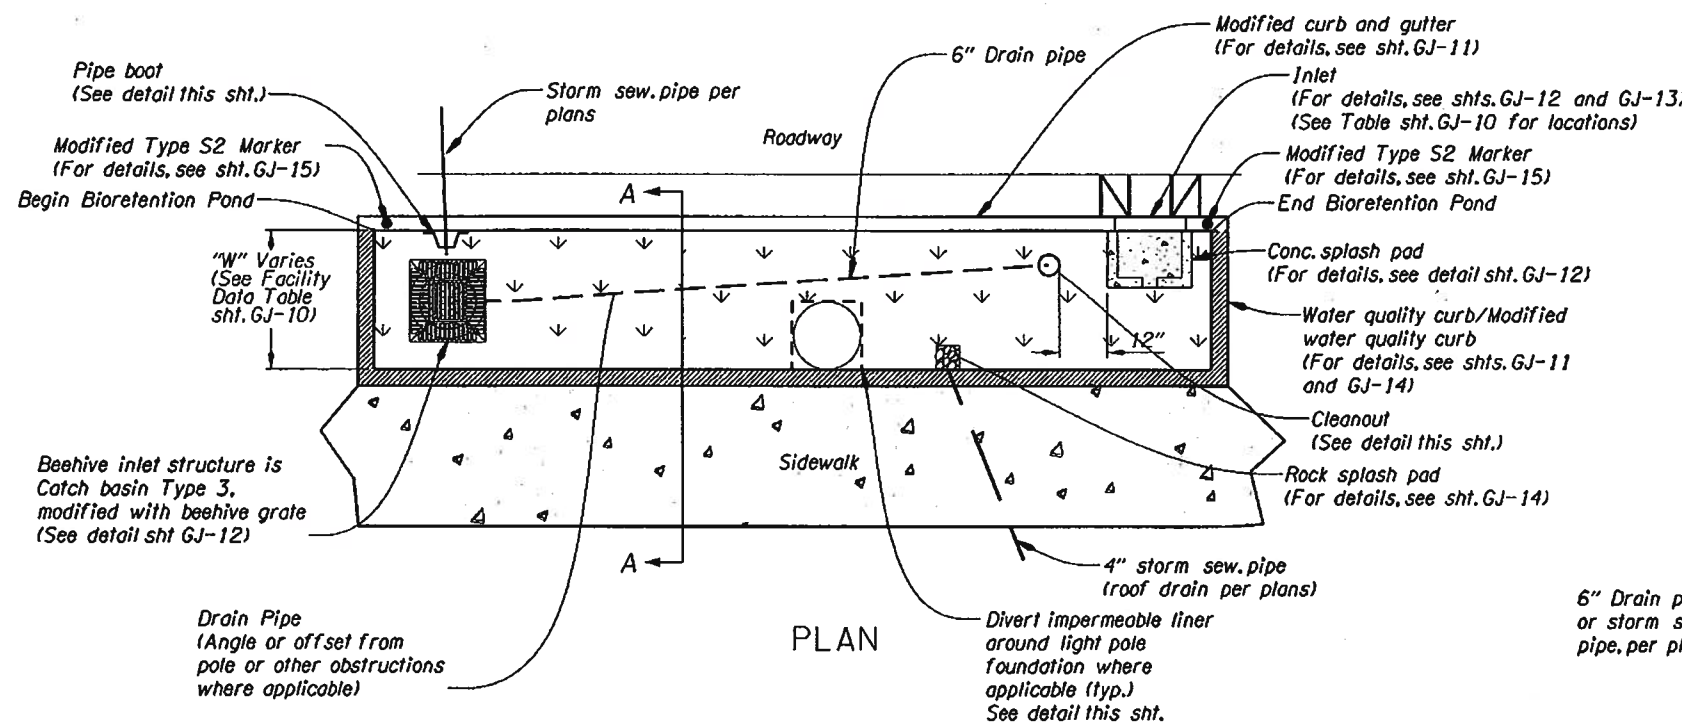 Modified curb and gutter
(For details, see sht. GJ-11)
6" Drain pipe
Pipe boot
(See detail this sht.)
Storm sew. pipe per
plans
Inlet
(For details, see shts. GJ-12 and GJ-13)
(See Table sht. GJ-10 for locations)
Roadway
Modified Type S2 Marker
(For details, see sht. GJ-15)
Modified Type S2 Marker
(For details, see sht. GJ-15)
Begin Bioretention Pond
A
End Bioretention Pond
"W" Varies
(See Facility
Data Table
sht. GJ-10)
Conc. splash pad
(For details, see detail sht. GJ-12)
Water quality curb/Modified
water quality curb
(For details, see shts. GJ-11
and GJ-14)
12"
Cleanout
(See detail this sht.)
Sidewalk
Rock splash pad
(For details, see sht. GJ-14)
Beehive inlet structure is
Catch basin Type 3,
modified with beehive grate
(See detail sht GJ-12)
A
4" storm sew. pipe
(roof drain per plans)
Drain Pipe
(Angle or offset from
pole or other obstructions
where applicable)
PLAN
Divert impermeable liner
around light pole
foundation where
applicable (typ.)
See detail this sht.
6" Drain p
or storm s
pipe, per pl